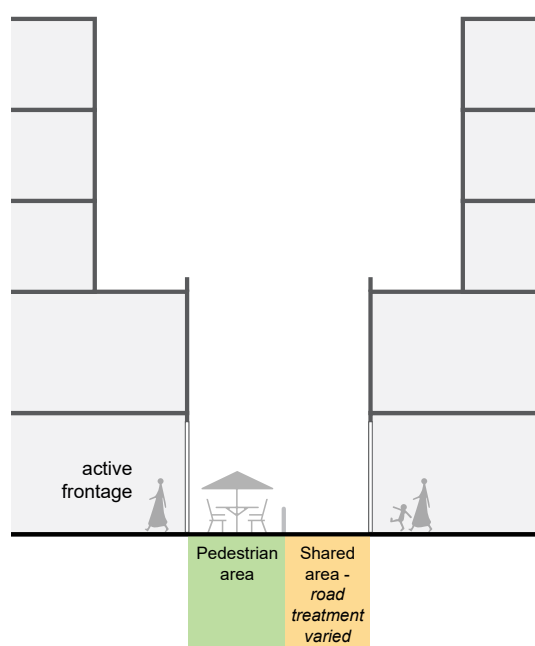 active
frontage
Pedestrian
area
Shared
area -
road
treatment
varied